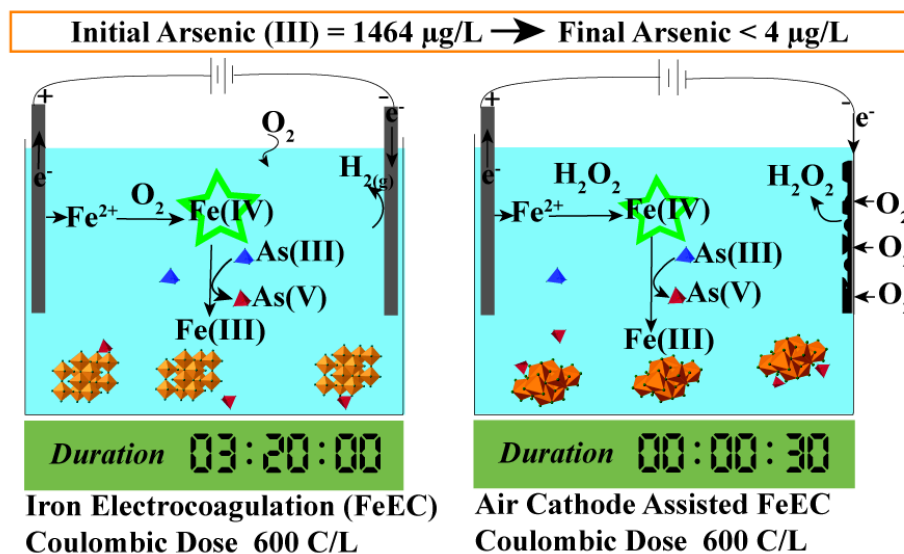 Initial Arsenic (III) = 1464 µg/L → Final Arsenic < 4 µg/L
+
−
e⁻
e⁻
O₂
H₂(g)
Fe²⁺
O₂
Fe(IV)
As(III)
As(V)
Fe(III)
Duration 03:20:00
Iron Electrocoagulation (FeEC)
Coulombic Dose 600 C/L
+
−
e⁻
e⁻
H₂O₂
H₂O₂
Fe²⁺
Fe(IV)
O₂
O₂
O₂
As(III)
As(V)
Fe(III)
Duration 00:00:30
Air Cathode Assisted FeEC
Coulombic Dose 600 C/L